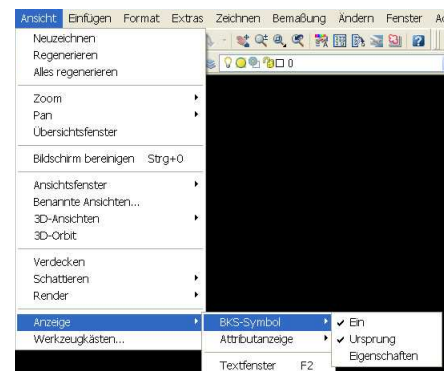 Ansicht Einfügen Format Extras Zeichnen Bemaßung Ändern Fenster
Neuzeichnen
Regenerieren
Alles regenerieren
0
Zoom
Pan
Übersichtsfenster
Bildschirm bereinigen Strg+0
Ansichtsfenster
Benannte Ansichten...
3D-Ansichten
3D-Orbit
Verdecken
Schattieren
Render
Anzeige
BKS-Symbol
Ein
Werkzeugkästen...
Attributanzeige
Ursprung
Textfenster F2
Eigenschaften